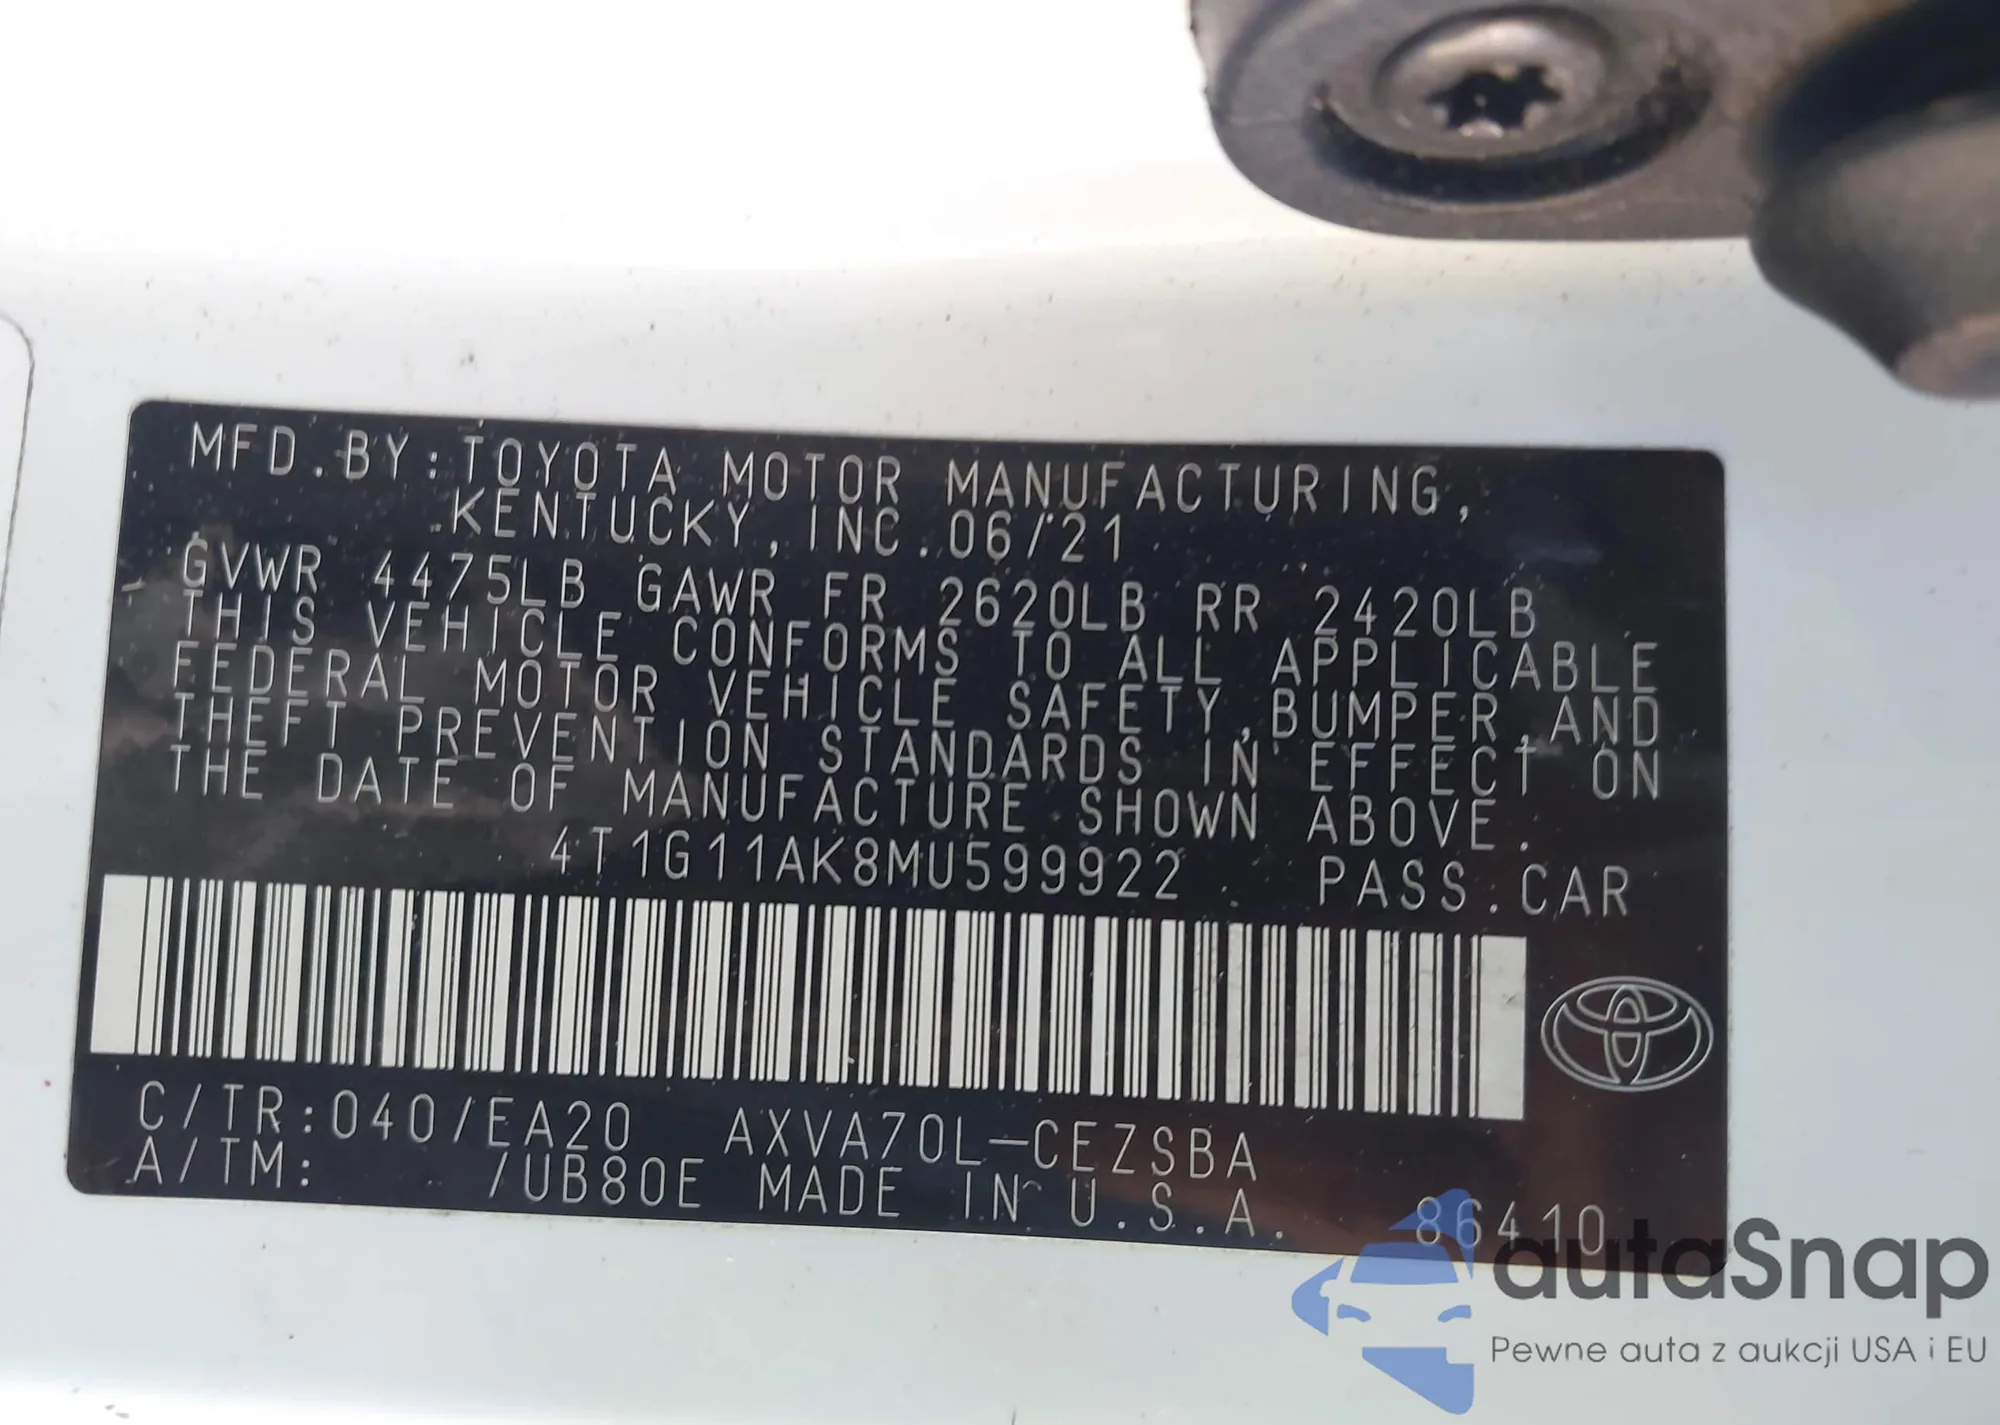 MFD.BY:TOYOTA MOTOR MANUFACTURING,
KENTUCKY, INC.06/21
GVWR 4475LB GAWR FR 2620LB RR 2420LB
THIS VEHICLE CONFORMS TO ALL APPLICABLE
FEDERAL MOTOR VEHICLE SAFETY,BUMPER,AND
THEFT PREVENTION STANDARDS IN EFFECT ON
THE DATE OF MANUFACTURE SHOWN ABOVE.
4T1G11AK8MU599922 PASS.CAR
C/TR:040/EA20 AXVA70L-CEZSBA
A/TM: /UB80E MADE IN U.S.A. 86410
autaSnap
Pewne auta z aukcji USA i EU